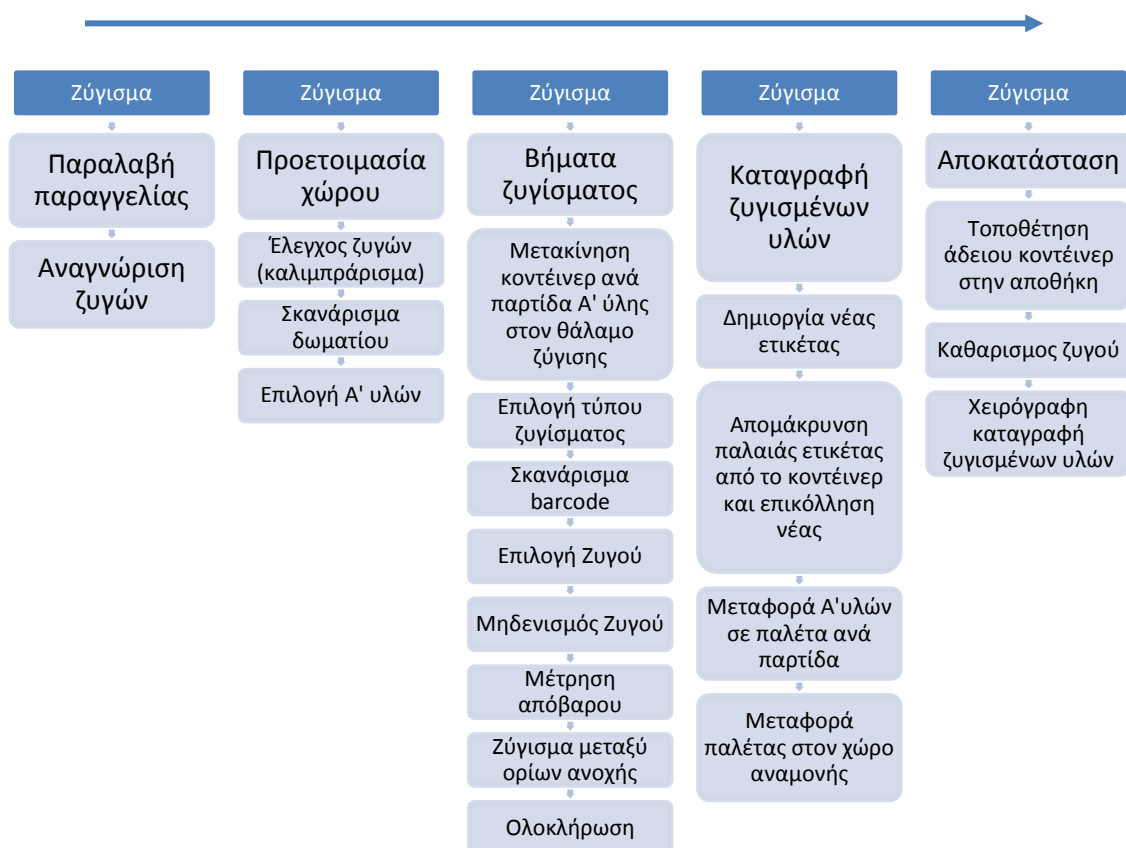 Ζύγισμα
Παραλαβή
παραγγελίας
Αναγνώριση
ζυγών
Ζύγισμα
Προετοιμασία
χώρου
Έλεγχος ζυγών
(καλιμπράρισμα)
Σκανάρισμα
δωματίου
Επιλογή Α' υλών
Ζύγισμα
Βήματα
ζυγίσματος
Μετακίνηση
κοντέινερ ανά
παρτίδα Α' ύλης
στον θάλαμο
ζύγισης
Επιλογή τύπου
ζυγίσματος
Σκανάρισμα
barcode
Επιλογή Ζυγού
Μηδενισμός Ζυγού
Μέτρηση
απόβαρου
Ζύγισμα μεταξύ
ορίων ανοχής
Ολοκλήρωση
Ζύγισμα
Καταγραφή
ζυγισμένων
υλών
Δημιοργία νέας
ετικέτας
Απομάκρυνση
παλαιάς ετικέτας
από το κοντέινερ
και επικόλληση
νέας
Μεταφορά Α'υλών
σε παλέτα ανά
παρτίδα
Μεταφορά
παλέτας στον χώρο
αναμονής
Ζύγισμα
Αποκατάσταση
Τοποθέτηση
άδειου κοντέινερ
στην αποθήκη
Καθαρισμος ζυγού
Χειρόγραφη
καταγραφή
ζυγισμένων υλών